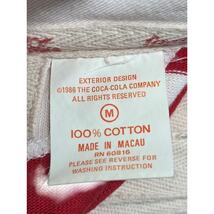 EXTERIOR DESIGN
©1986 THE COCA-COLA COMPANY
ALL RIGHTS RESERVED
M
100% COTTON
MADE IN MACAU
RN 60816
PLEASE SEE REVERSE FOR
WASHING INSTRUCTION